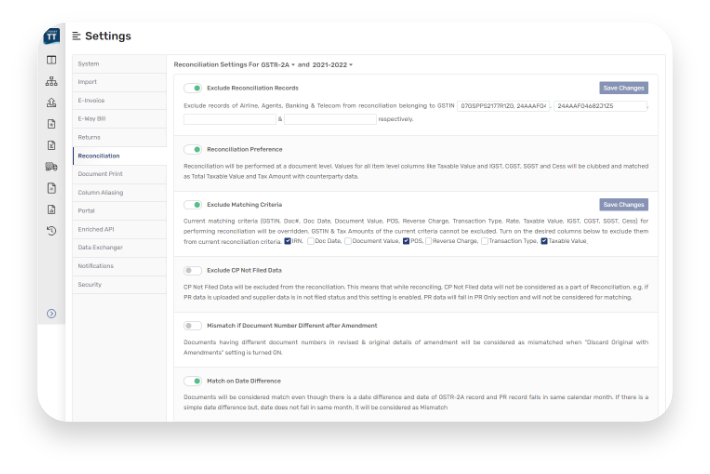 TT
Settings
System
Import
E-Invoice
E-Way Bill
Returns
Reconciliation
Document Print
Column Aliasing
Portal
Enriched API
Data Exchanger
Notifications
Security
Reconciliation Settings For GSTR-2A and 2021-2022
Exclude Reconciliation Records
Save Changes
Exclude records of Airline, Agents, Banking & Telecom from reconciliation belonging to GSTIN 07GSPPS2177R1Z0, 24AAAFG4 , 24AAAFG4682J1ZS ,
& respectively.
Reconciliation Preference
Reconciliation will be performed at a document level. Values for all item level columns like Taxable Value and IGST, CGST, SGST and Cess will be clubbed and matched
as Total Taxable Value and Tax Amount with counterparty data.
Exclude Matching Criteria
Save Changes
Current matching criteria (GSTIN, Doc#, Doc Date, Document Value, POS, Reverse Charge, Transaction Type, Rate, Taxable Value, IGST, CGST, SGST, Cess) for
performing reconciliation will be overridden. GSTIN & Tax Amounts of the current criteria cannot be excluded. Turn on the desired columns below to exclude them
from current reconciliation criteria. IRN, Doc Date, Document Value, POS, Reverse Charge, Transaction Type, Taxable Value,
Exclude CP Not Filed Data
CP Not Filed Data will be excluded from the reconciliation. This means that while reconciling, CP Not Filed data will not be considered as a part of Reconciliation. e.g. if
PR data is uploaded and supplier data is in not filed status and this setting is enabled, PR data will fall in PR Only section and will not be considered for matching.
Mismatch if Document Number Different after Amendment
Documents having different document numbers in revised & original details of amendment will be considered as mismatched when "Discard Original with
Amendments" setting is turned ON.
Match on Date Difference
Documents will be considered match even though there is a date difference and date of GSTR-2A record and PR record falls in same calendar month. If there is a
simple date difference but, date does not fall in same month, it will be considered as Mismatch